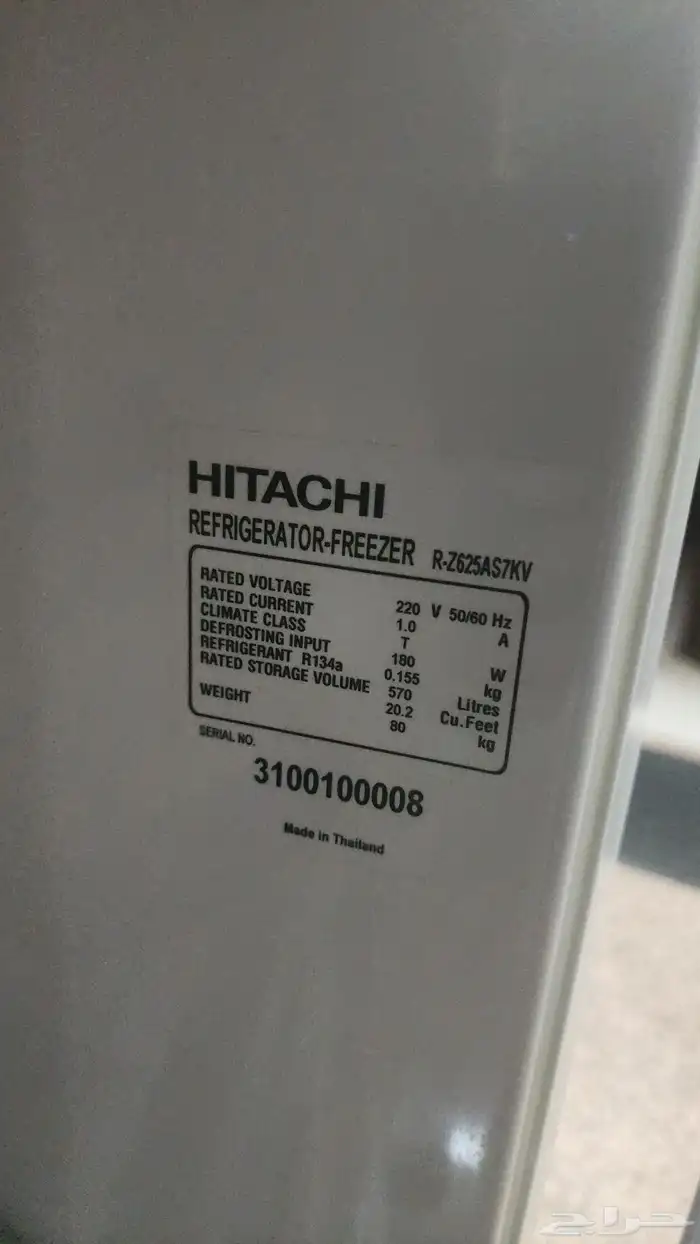 HITACHI
REFRIGERATOR-FREEZER R-Z625AS7KV
RATED VOLTAGE 220 V 50/60 Hz
RATED CURRENT 1.0 A
CLIMATE CLASS T
DEFROSTING INPUT 180 W
REFRIGERANT R134a 0.155 kg
RATED STORAGE VOLUME 570 Litres
20.2 Cu.Feet
WEIGHT 80 kg
SERIAL NO.
3100100008
Made in Thailand
حراج